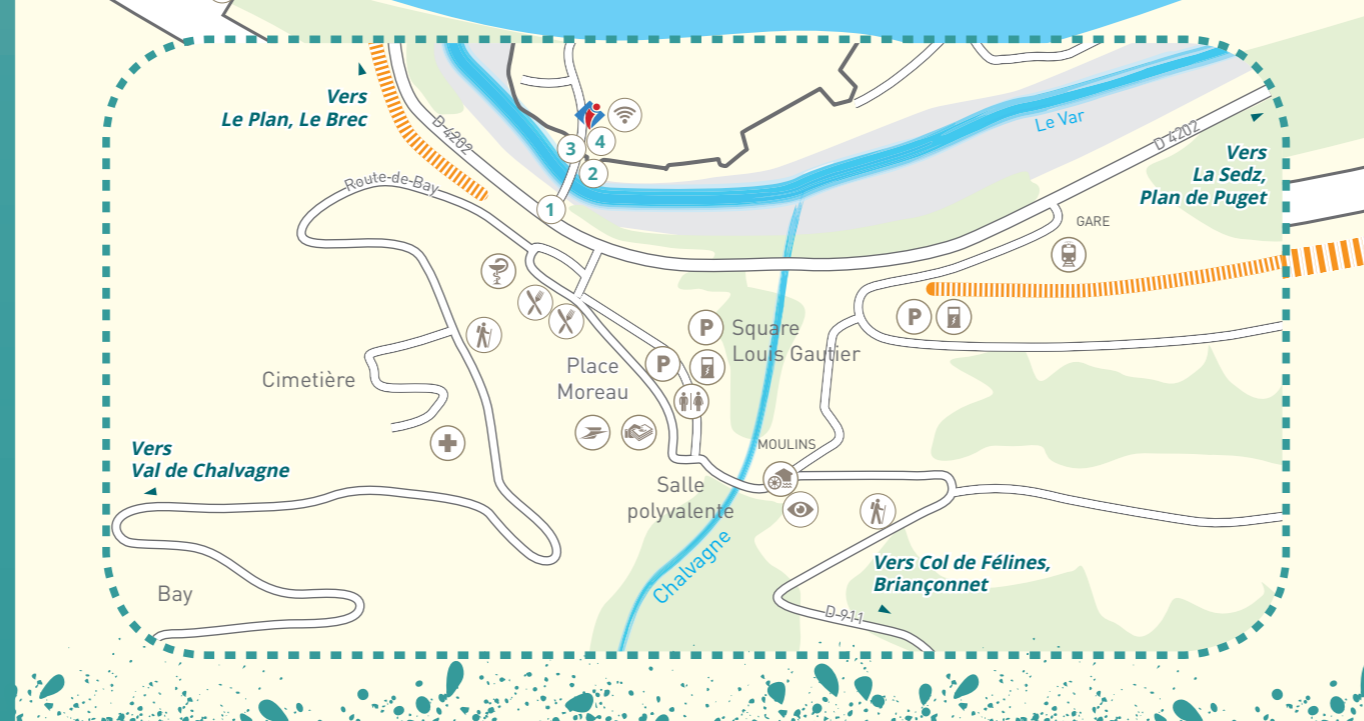 Vers
Le Plan, Le Brec
D 4202
Route-de-Bay
3
4
2
1
Le Var
D 4202
Vers
La Sedz,
Plan de Puget
GARE
P
P
P
Square
Louis Gautier
Place
Moreau
Cimetière
MOULINS
Vers
Val de Chalvagne
Salle
polyvalente
Chalvagne
Vers Col de Félines,
Briançonnet
Bay
D 911